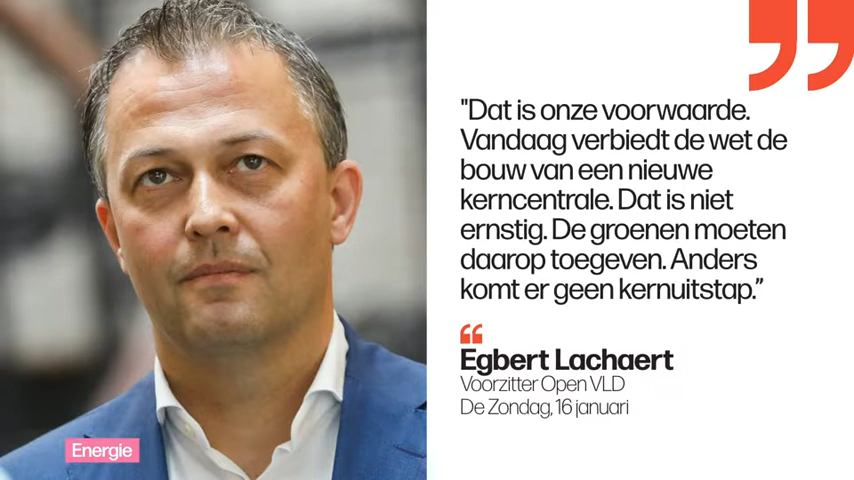 "Dat is onze voorwaarde.
Vandaag verbiedt de wet de
bouw van een nieuwe
kerncentrale. Dat is niet
ernstig. De groenen moeten
daarop toegeven. Anders
komt er geen kernuitstap.”
Egbert Lachaert
Voorzitter Open VLD
De Zondag, 16 januari
Energie